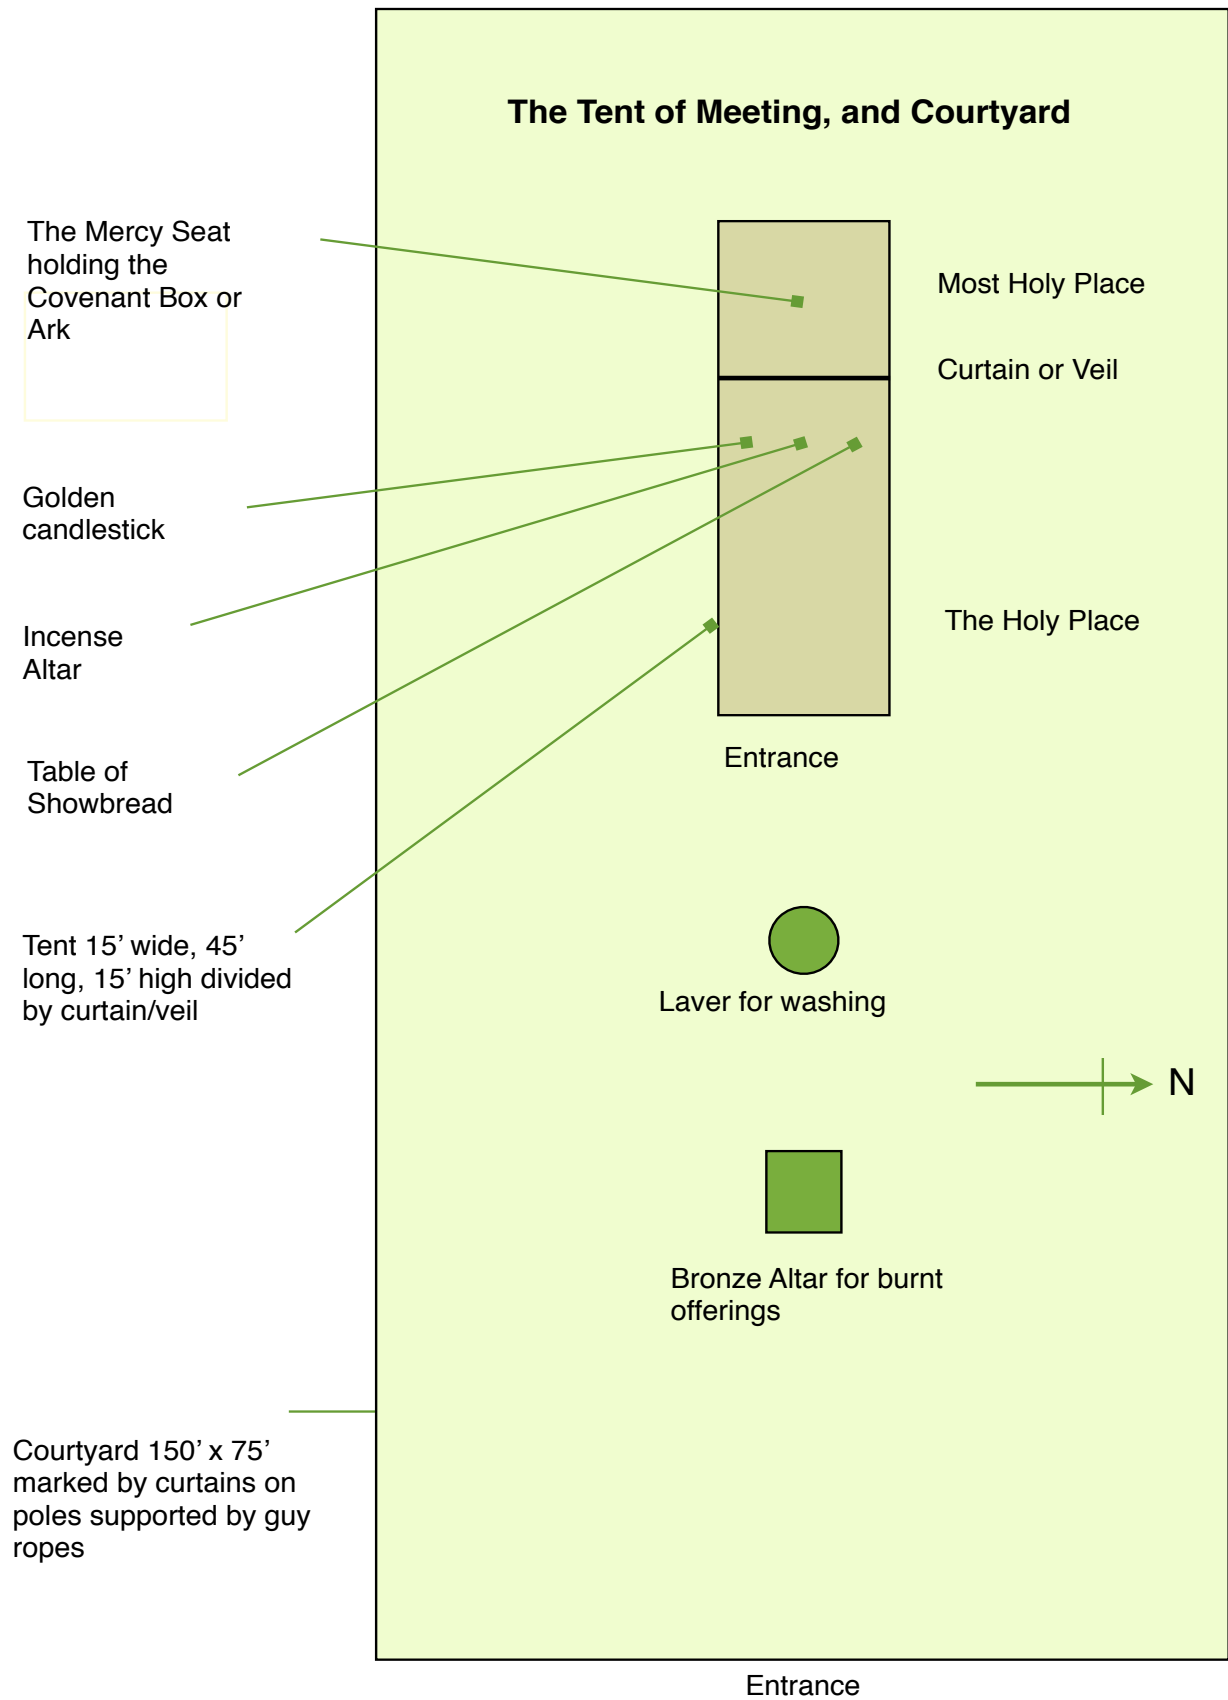 The Tent of Meeting, and Courtyard
The Mercy Seat
holding the
Covenant Box or
Ark
Most Holy Place
Curtain or Veil
Golden
candlestick
Incense
Altar
The Holy Place
Table of
Showbread
Entrance
Tent 15’ wide, 45’
long, 15’ high divided
by curtain/veil
Laver for washing
N
Bronze Altar for burnt
offerings
Courtyard 150’ x 75’
marked by curtains on
poles supported by guy
ropes
Entrance